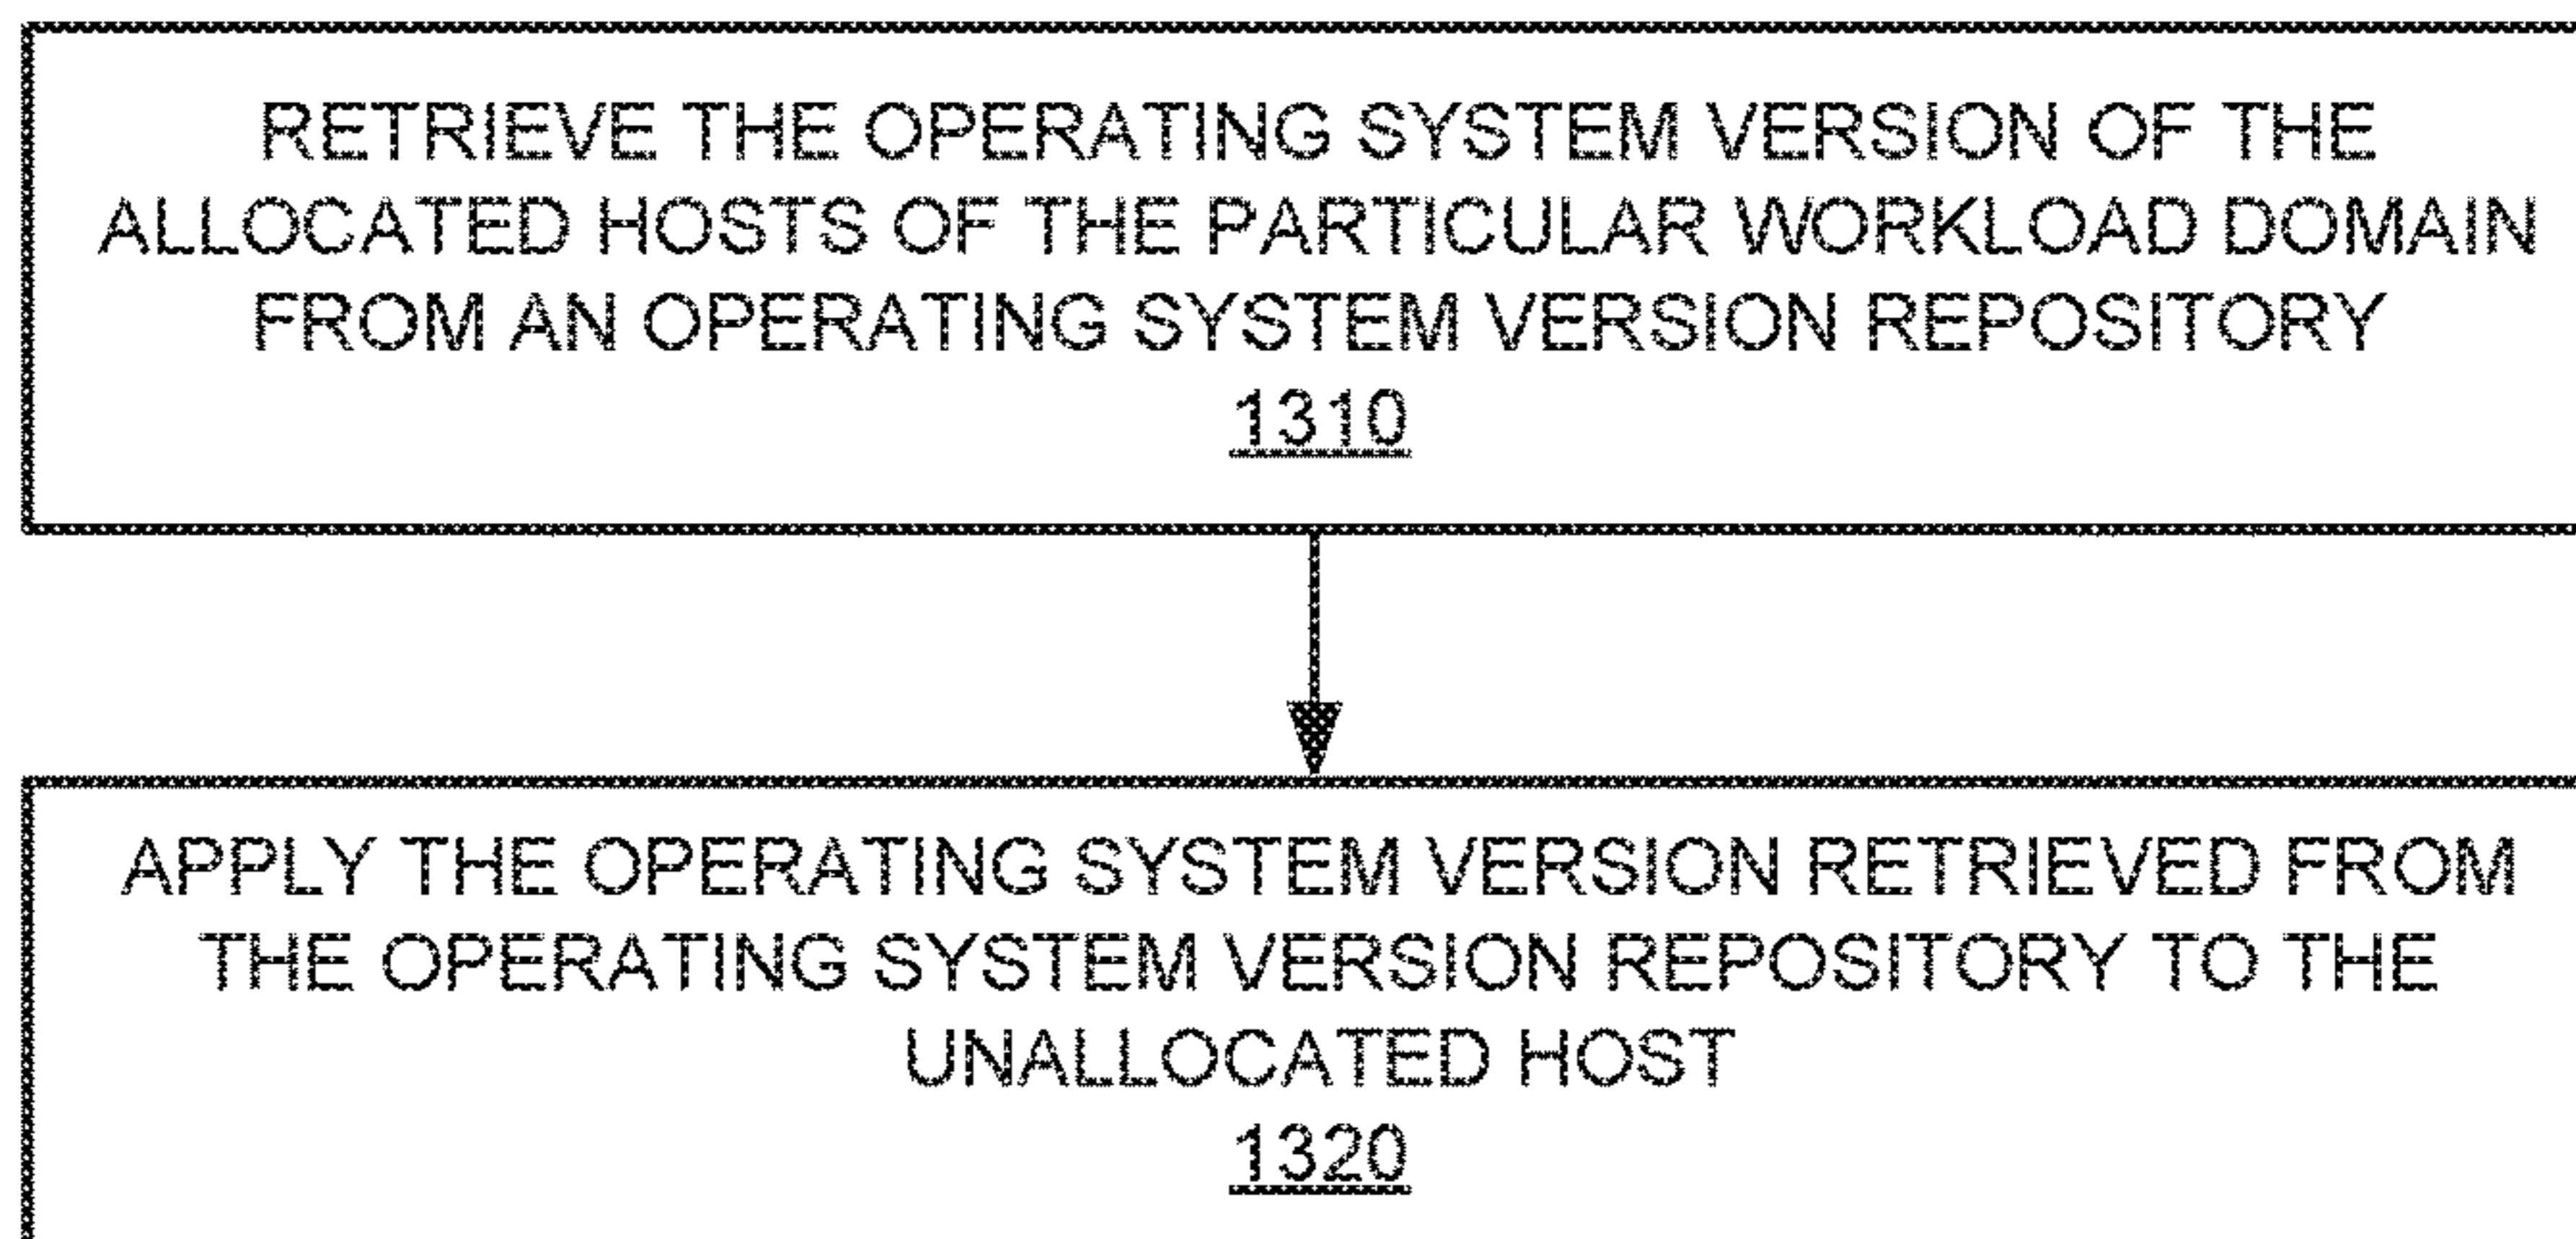 RETRIEVE THE OPERATING SYSTEM VERSION OF THE
ALLOCATED HOSTS OF THE PARTICULAR WORKLOAD DOMAIN
FROM AN OPERATING SYSTEM VERSION REPOSITORY
1310
APPLY THE OPERATING SYSTEM VERSION RETRIEVED FROM
THE OPERATING SYSTEM VERSION REPOSITORY TO THE
UNALLOCATED HOST
1320